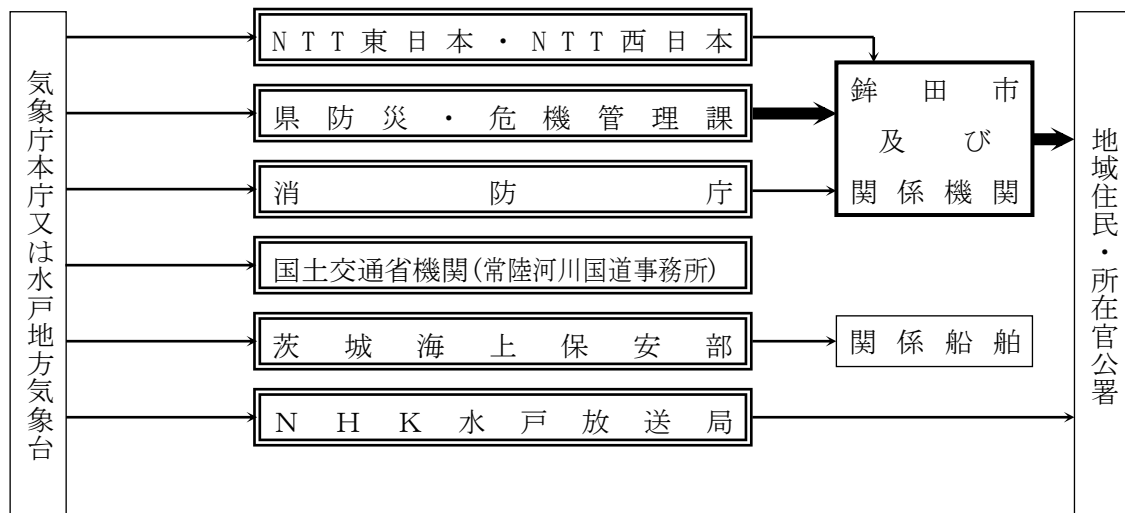 気象庁本庁又は水戸地方気象台
NTT東日本・NTT西日本
県防災・危機管理課
消防庁
国土交通省機関(常陸河川国道事務所)
茨城海上保安部
NHK水戸放送局
鉾田市
及び
関係機関
関係船舶
地域住民・所在官公署